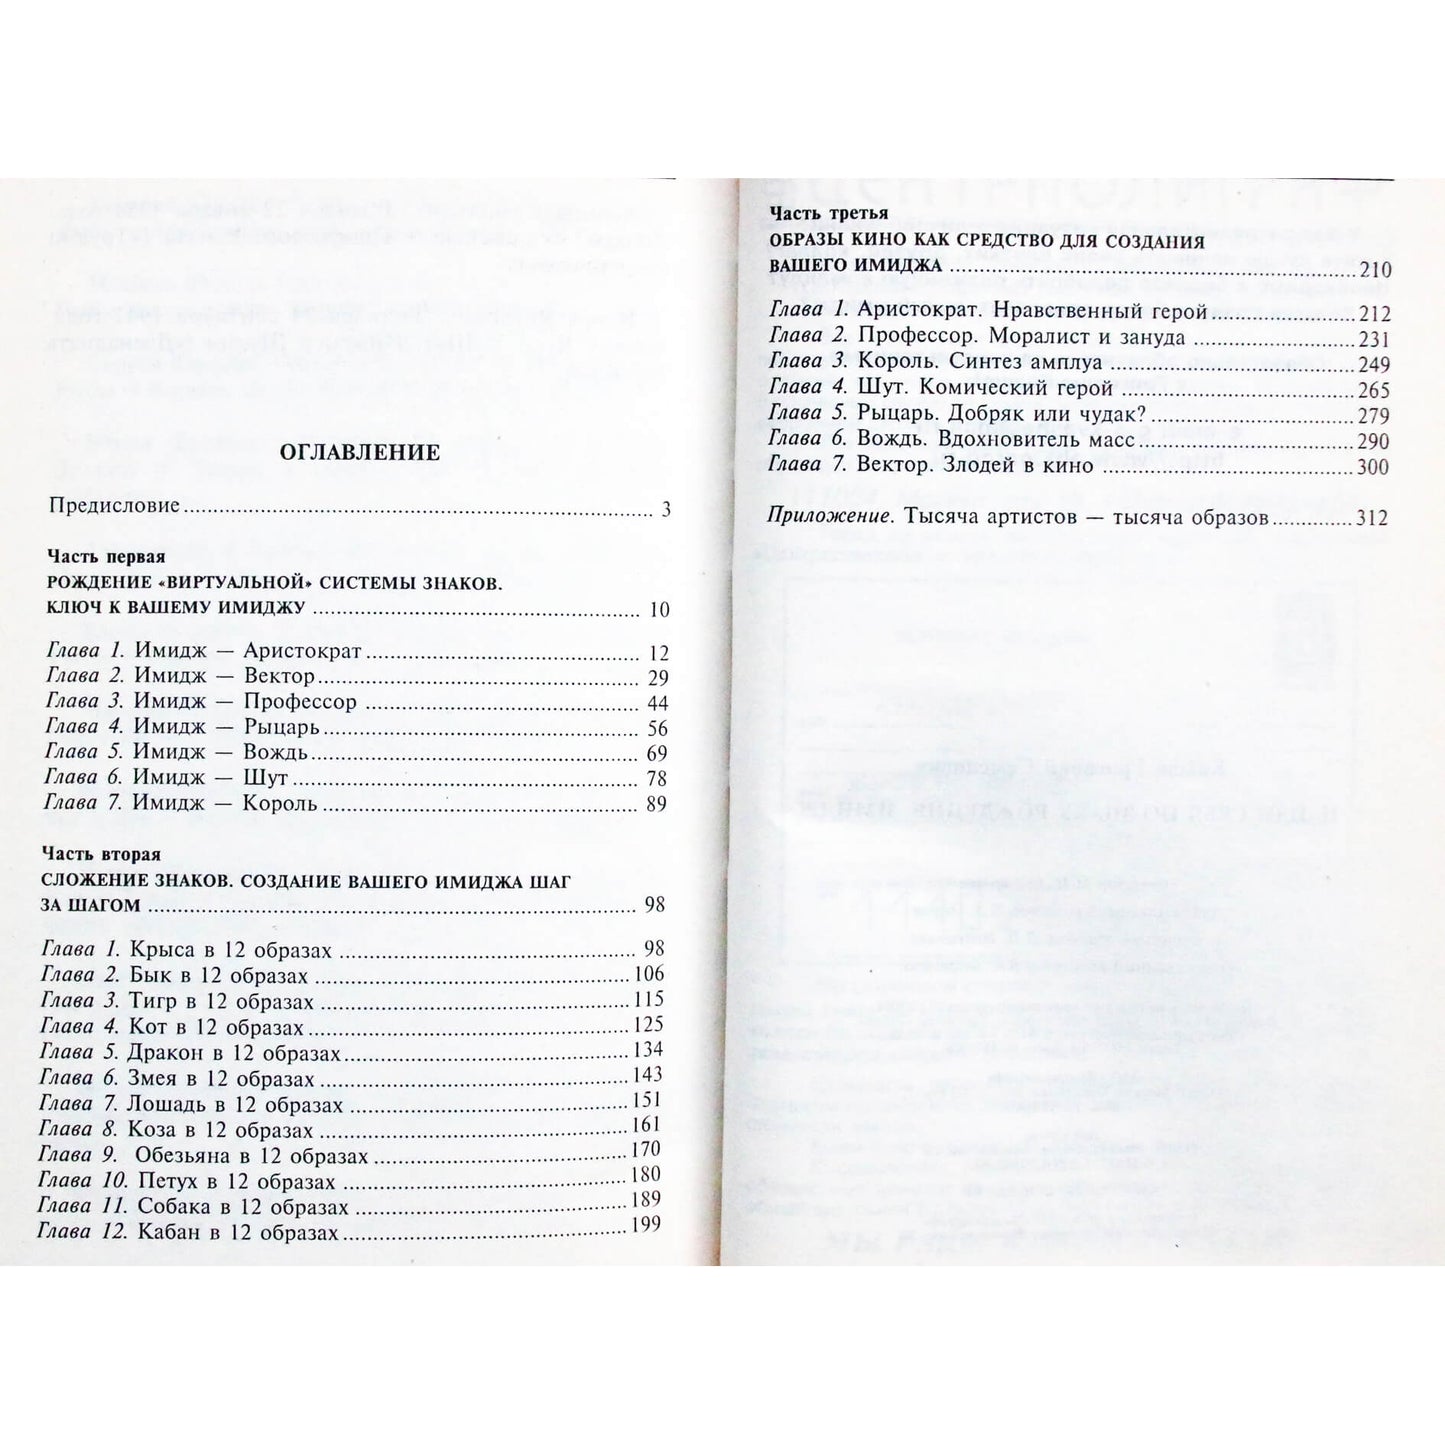 ОГЛАВЛЕНИЕ
Предисловие 3
Часть первая
РОЖДЕНИЕ «ВИРТУАЛЬНОЙ» СИСТЕМЫ ЗНАКОВ.
КЛЮЧ К ВАШЕМУ ИМИДЖУ 10
Глава 1. Имидж — Аристократ 12
Глава 2. Имидж — Вектор 29
Глава 3. Имидж — Профессор 44
Глава 4. Имидж — Рыцарь 56
Глава 5. Имидж — Вождь 69
Глава 6. Имидж — Шут 78
Глава 7. Имидж — Король 89
Часть вторая
СЛОЖЕНИЕ ЗНАКОВ. СОЗДАНИЕ ВАШЕГО ИМИДЖА ШАГ
ЗА ШАГОМ 98
Глава 1. Крыса в 12 образах 98
Глава 2. Бык в 12 образах 106
Глава 3. Тигр в 12 образах 115
Глава 4. Кот в 12 образах 125
Глава 5. Дракон в 12 образах 134
Глава 6. Змея в 12 образах 143
Глава 7. Лошадь в 12 образах 151
Глава 8. Коза в 12 образах 161
Глава 9. Обезьяна в 12 образах 170
Глава 10. Петух в 12 образах 180
Глава 11. Собака в 12 образах 189
Глава 12. Кабан в 12 образах 199
Часть третья
ОБРАЗЫ КИНО КАК СРЕДСТВО ДЛЯ СОЗДАНИЯ
ВАШЕГО ИМИДЖА 210
Глава 1. Аристократ. Нравственный герой 212
Глава 2. Профессор. Моралист и зануда 231
Глава 3. Король. Синтез амплуа 249
Глава 4. Шут. Комический герой 265
Глава 5. Рыцарь. Добряк или чудак? 279
Глава 6. Вождь. Вдохновитель масс 290
Глава 7. Вектор. Злодей в кино 300
Приложение. Тысяча артистов — тысяча образов 312